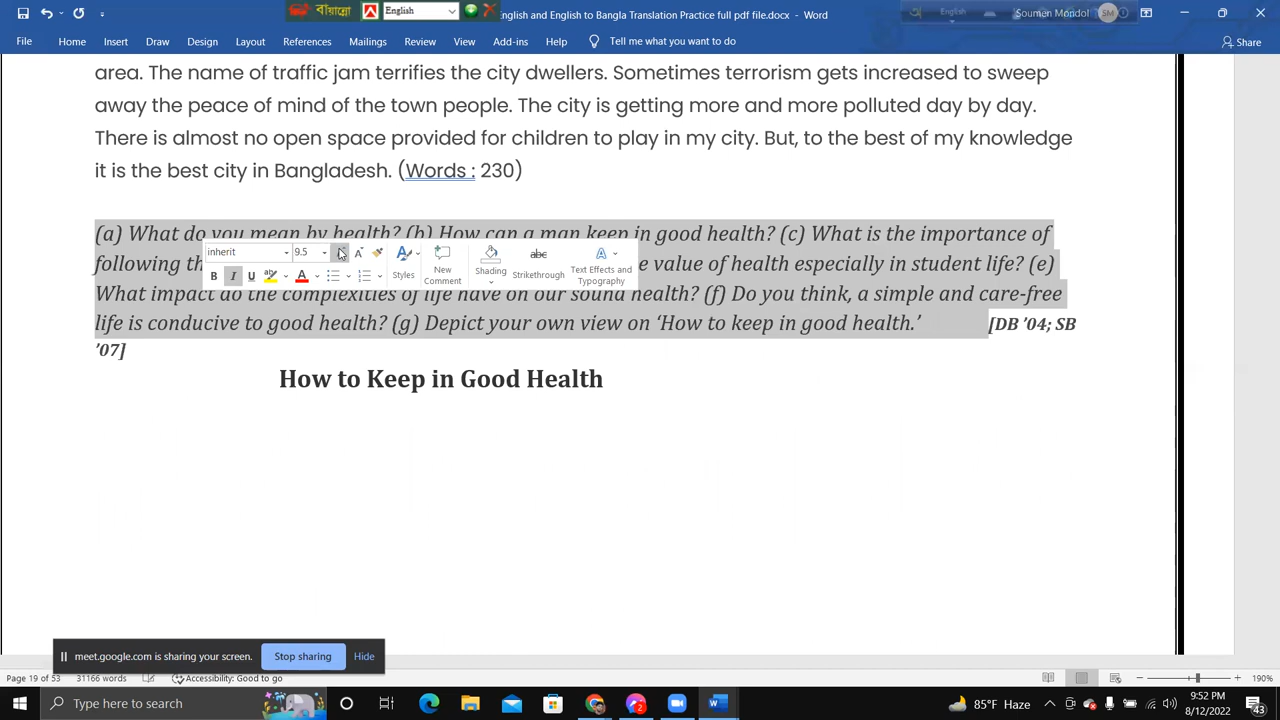 বাঁয়ান্নো
English
English and English to Bangla Translation Practice full pdf file.docx - Word
English
Soumen Mondol
SM
File
Home
Insert
Draw
Design
Layout
References
Mailings
Review
View
Add-ins
Help
Tell me what you want to do
Share
area. The name of traffic jam terrifies the city dwellers. Sometimes terrorism gets increased to sweep
away the peace of mind of the town people. The city is getting more and more polluted day by day.
There is almost no open space provided for children to play in my city. But, to the best of my knowledge
it is the best city in Bangladesh. (Words : 230)
(a) What do you mean by health? (b) How can a man keep in good health? (c) What is the importance of
following th e value of health especially in student life? (e)
What impact do the complexities of life have on our sound health? (f) Do you think, a simple and care-free
life is conducive to good health? (g) Depict your own view on ‘How to keep in good health.’ [DB ’04; SB
’07]
inherit
9.5
A
A
B I U ab A
Styles
New
Comment
Shading
abc
Strikethrough
A
Text Effects and
Typography
How to Keep in Good Health
meet.google.com is sharing your screen.
Stop sharing
Hide
Page 19 of 53
31166 words
Accessibility: Good to go
190%
Type here to search
2
85°F Haze
9:52 PM
8/12/2022